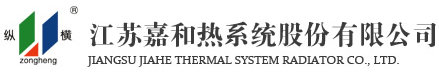 纵 横 ®
zongheng
江苏嘉和热系统股份有限公司
JIANGSU JIAHE THERMAL SYSTEM RADIATOR CO., LTD.